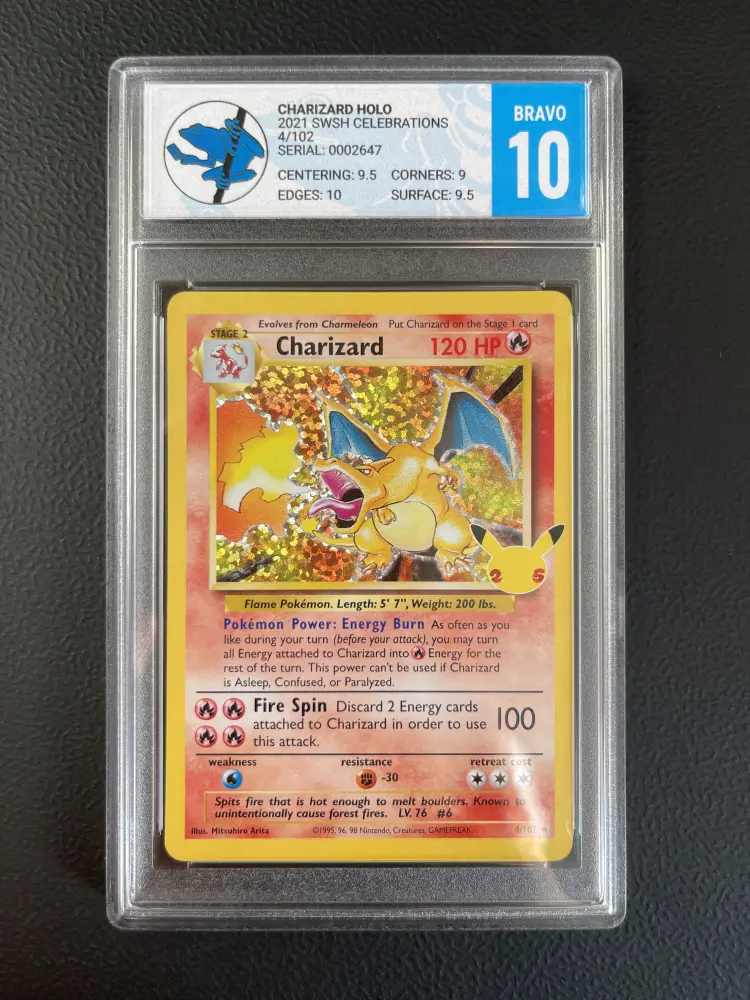 CHARIZARD HOLO
2021 SWSH CELEBRATIONS
4/102
SERIAL: 0002647
CENTERING: 9.5 CORNERS: 9
EDGES: 10 SURFACE: 9.5
BRAVO
10
Evolves from Charmeleon Put Charizard on the Stage 1 card
STAGE 2
Charizard 120 HP
25
Flame Pokémon. Length: 5' 7", Weight: 200 lbs.
Pokémon Power: Energy Burn As often as you
like during your turn (before your attack), you may turn
all Energy attached to Charizard into Energy for the
rest of the turn. This power can't be used if Charizard
is Asleep, Confused, or Paralyzed.
Fire Spin Discard 2 Energy cards
attached to Charizard in order to use 100
this attack.
weakness resistance retreat cost
-30
Spits fire that is hot enough to melt boulders. Known to
unintentionally cause forest fires. LV. 76 #6
Illus. Mitsuhiro Arita ©1995, 96, 98 Nintendo, Creatures, GAMEFREAK. 4/102